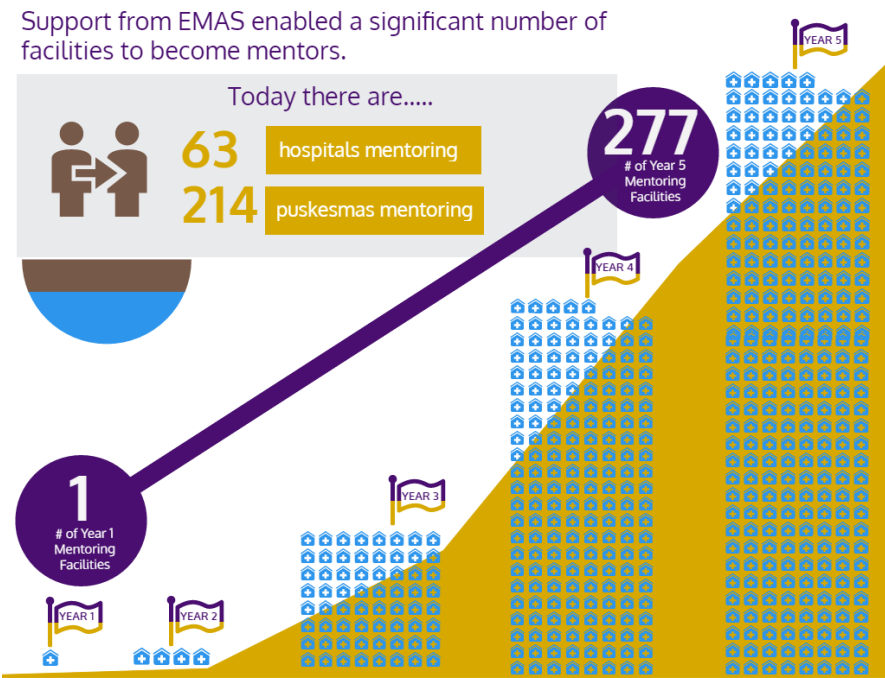 Support from EMAS enabled a significant number of
facilities to become mentors.
Today there are.....
63
hospitals mentoring
214
puskesmas mentoring
277
# of Year 5
Mentoring
Facilities
1
# of Year 1
Mentoring
Facilities
YEAR 1
YEAR 2
YEAR 3
YEAR 4
YEAR 5